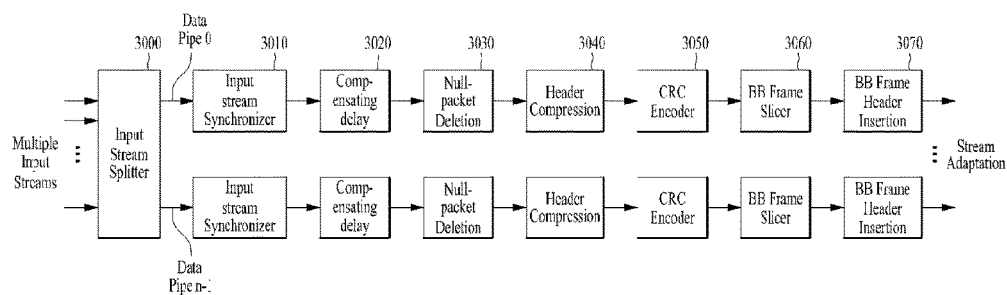 3000
Data
Pipe 0
3010
3020
3030
3040
3050
3060
3070
Multiple
Input
Streams
Input
Stream
Splitter
Input
stream
Synchronizer
Comp-
ensating
delay
Null-
packet
Deletion
Header
Compression
CRC
Encoder
BB Frame
Slicer
BB Frame
Header
Insertion
Stream
Adaptation
Input
stream
Synchronizer
Comp-
ensating
delay
Null-
packet
Deletion
Header
Compression
CRC
Encoder
BB Frame
Slicer
BB Frame
Header
Insertion
Data
Pipe n-1